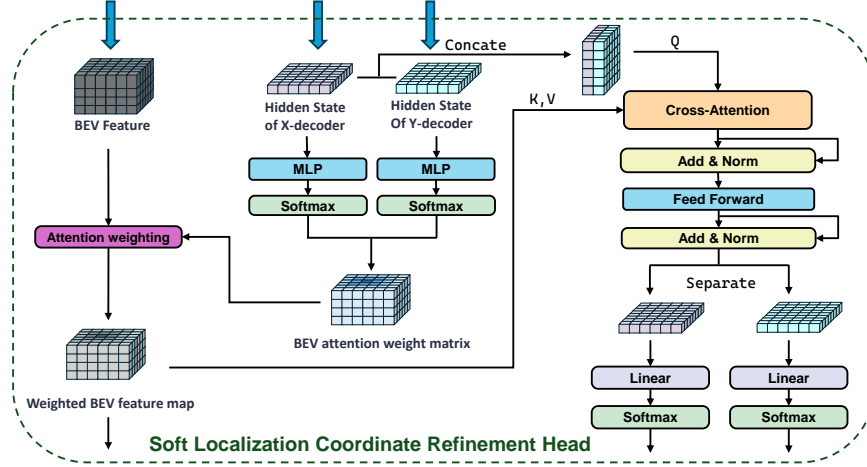 Concate
Q
BEV Feature
Hidden State
of X-decoder
Hidden State
Of Y-decoder
K,V
Cross-Attention
MLP
MLP
Add & Norm
Softmax
Softmax
Feed Forward
Attention weighting
Add & Norm
Separate
BEV attention weight matrix
Linear
Linear
Weighted BEV feature map
Softmax
Softmax
Soft Localization Coordinate Refinement Head